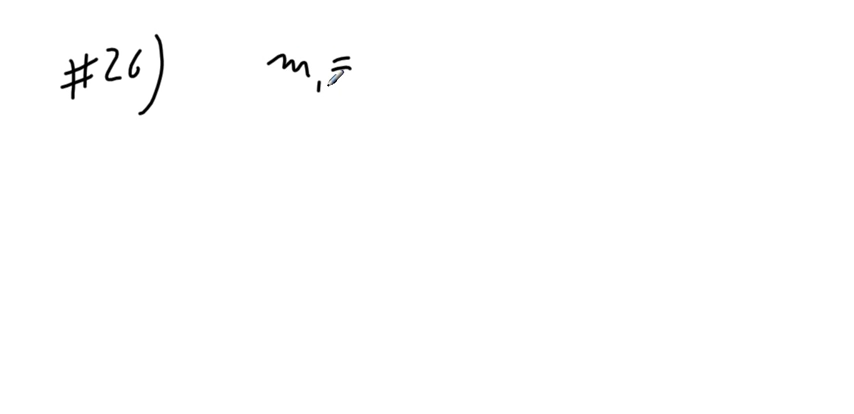 #26) m₁ =